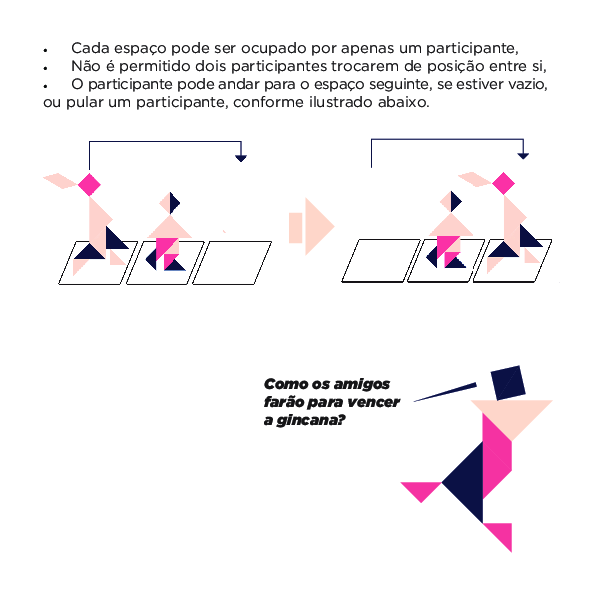 • Cada espaço pode ser ocupado por apenas um participante,
• Não é permitido dois participantes trocarem de posição entre si,
• O participante pode andar para o espaço seguinte, se estiver vazio,
ou pular um participante, conforme ilustrado abaixo.
Como os amigos
farão para vencer
a gincana?